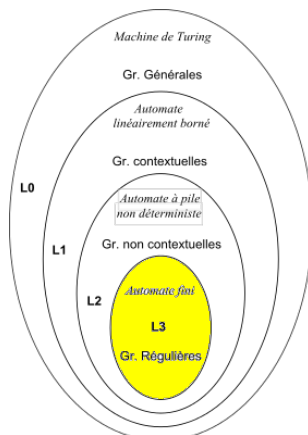 Machine de Turing
Gr. Générales
Automate
linéairement borné
Gr. contextuelles
L0
Automate à pile
non déterministe
Gr. non contextuelles
L1
Automate fini
L2
L3
Gr. Régulières